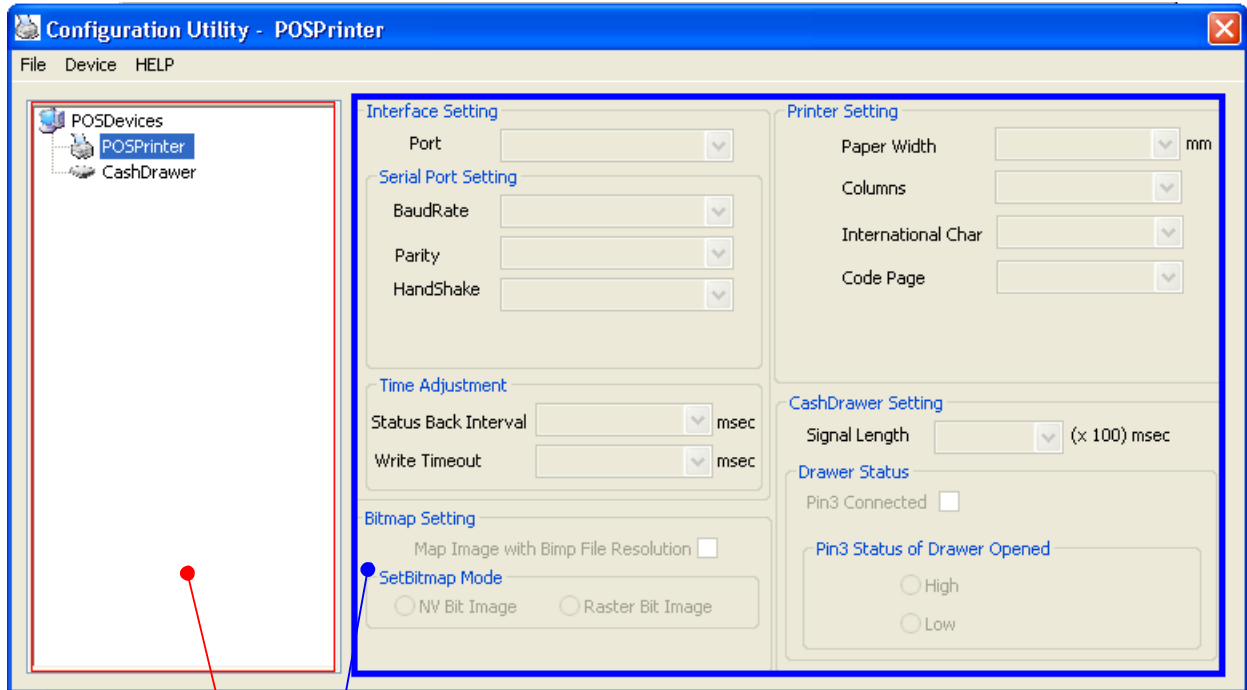 Configuration Utility - POSPrinter
File Device HELP
POSDevices
POSPrinter
CashDrawer
Interface Setting
Port
Serial Port Setting
BaudRate
Parity
HandShake
Time Adjustment
Status Back Interval msec
Write Timeout msec
Bitmap Setting
Map Image with Bimp File Resolution
SetBitmap Mode
NV Bit Image Raster Bit Image
Printer Setting
Paper Width mm
Columns
International Char
Code Page
CashDrawer Setting
Signal Length (x 100) msec
Drawer Status
Pin3 Connected
Pin3 Status of Drawer Opened
High
Low